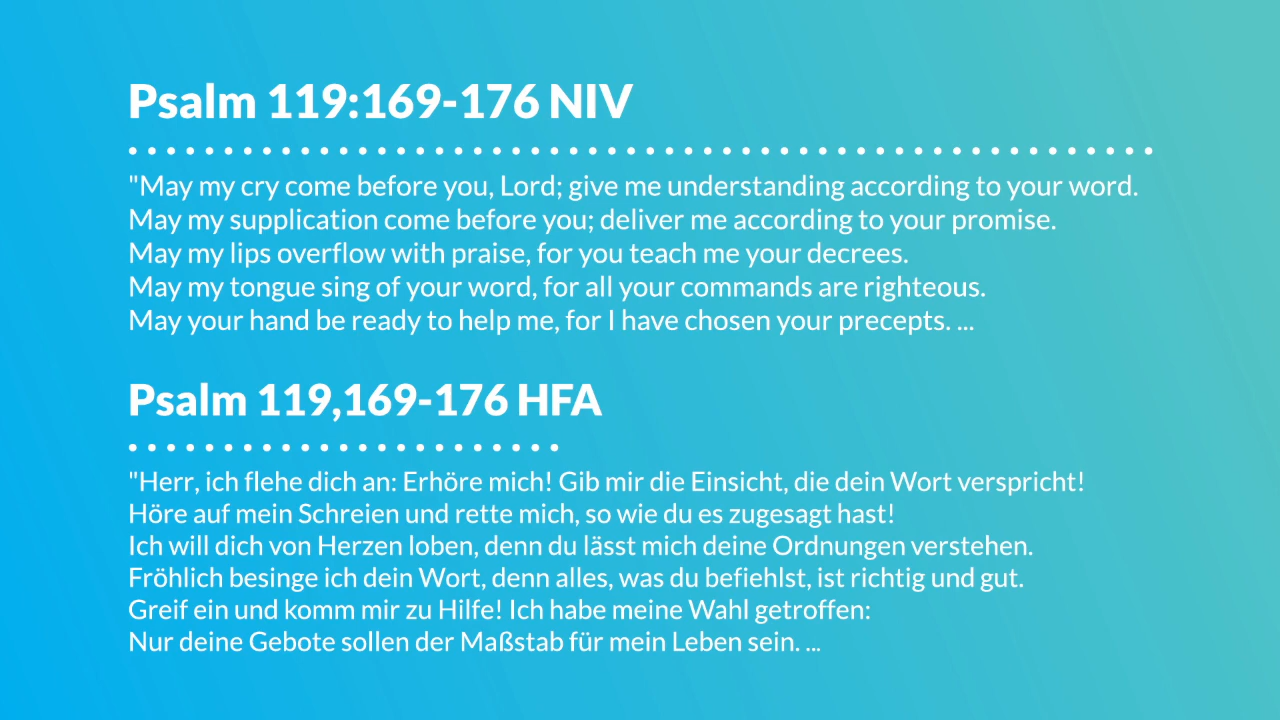 Psalm 119:169-176 NIV
"May my cry come before you, Lord; give me understanding according to your word.
May my supplication come before you; deliver me according to your promise.
May my lips overflow with praise, for you teach me your decrees.
May my tongue sing of your word, for all your commands are righteous.
May your hand be ready to help me, for I have chosen your precepts. ...
Psalm 119,169-176 HFA
"Herr, ich flehe dich an: Erhöre mich! Gib mir die Einsicht, die dein Wort verspricht!
Höre auf mein Schreien und rette mich, so wie du es zugesagt hast!
Ich will dich von Herzen loben, denn du lässt mich deine Ordnungen verstehen.
Fröhlich besinge ich dein Wort, denn alles, was du befiehlst, ist richtig und gut.
Greif ein und komm mir zu Hilfe! Ich habe meine Wahl getroffen:
Nur deine Gebote sollen der Maßstab für mein Leben sein. ...